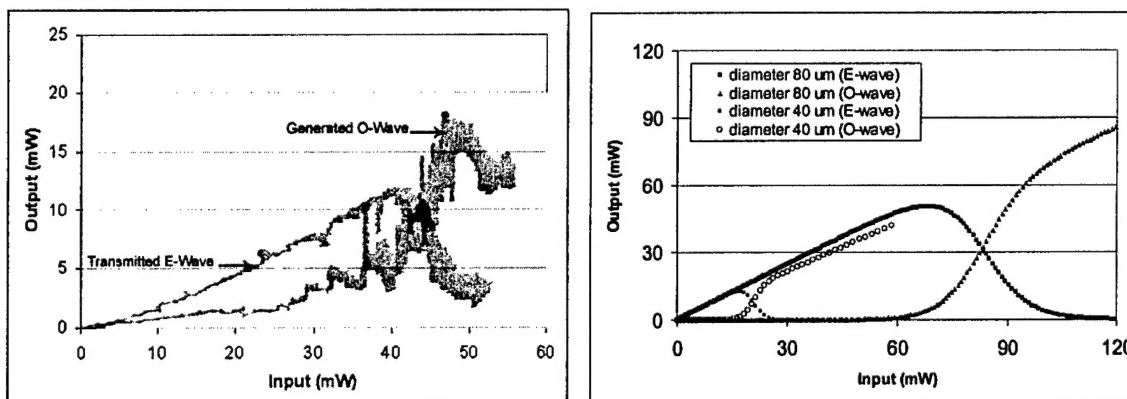 25
20
15
10
5
0
Output (mW)
Generated O-Wave
Transmitted E-Wave
0 10 20 30 40 50 60
Input (mW)
120
90
60
30
0
Output (mW)
diameter 80 um (E-wave)
diameter 80 um (O-wave)
diameter 40 um (E-wave)
diameter 40 um (O-wave)
0 30 60 90 120
Input (mW)